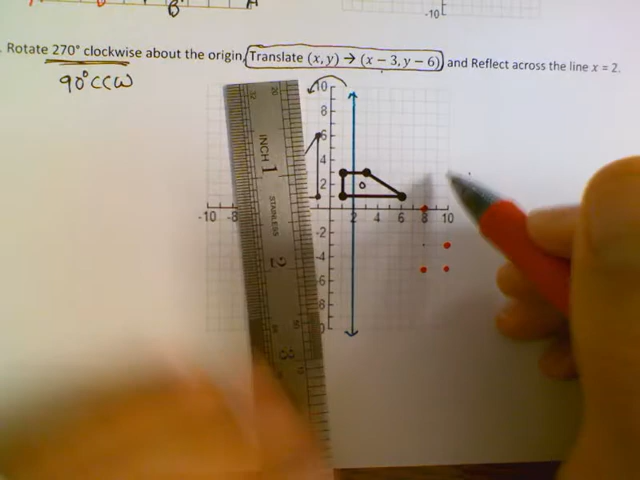 B A
-10
. Rotate 270° clockwise about the origin, Translate (x, y) → (x − 3, y − 6) and Reflect across the line x = 2.
90° CCW
10
8
6
4
2
-10 -8 2 4 6 8 10
-2
-4
-6
-8
INCH 1
STAINLESS
2
3